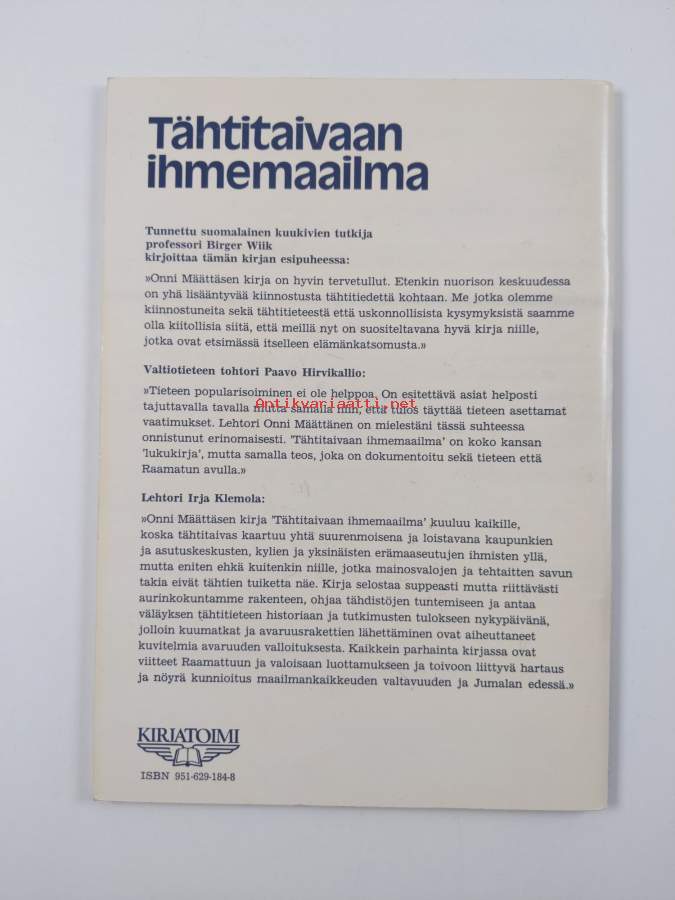 Tähtitaivaan
ihmemaailma
Tunnettu suomalainen kuukivien tutkija
professori Birger Wiik
kirjoittaa tämän kirjan esipuheessa:
»Onni Määttäsen kirja on hyvin tervetullut. Etenkin nuorison keskuudessa
on yhä lisääntyvää kiinnostusta tähtitiedettä kohtaan. Me jotka olemme
kiinnostuneita sekä tähtitieteestä että uskonnollisista kysymyksistä saamme
olla kiitollisia siitä, että meillä nyt on suositeltavana hyvä kirja niille,
jotka ovat etsimässä itselleen elämänkatsomusta.»
Valtiotieteen tohtori Paavo Hirvikallio:
»Tieteen popularisoiminen ei ole helppoa. On esitettävä asiat helposti
tajuttavalla tavalla mutta samalla niin, että tulos täyttää tieteen asettamat
vaatimukset. Lehtori Onni Määttänen on mielestäni tässä suhteessa
onnistunut erinomaisesti. 'Tähtitaivaan ihmemaailma' on koko kansan
'lukukirja', mutta samalla teos, joka on dokumentoitu sekä tieteen että
Raamatun avulla.»
Antikvariaatti.net
Lehtori Irja Klemola:
»Onni Määttäsen kirja 'Tähtitaivaan ihmemaailma' kuuluu kaikille,
koska tähtitaivas kaartuu yhtä suurenmoisena ja loistavana kaupunkien
ja asutuskeskusten, kylien ja yksinäisten erämaaseutujen ihmisten yllä,
mutta eniten ehkä kuitenkin niille, jotka mainosvalojen ja tehtaitten savun
takia eivät tähtien tuiketta näe. Kirja selostaa suppeasti mutta riittävästi
aurinkokuntamme rakenteen, ohjaa tähdistöjen tuntemiseen ja antaa
väläyksen tähtitieteen historiaan ja tutkimusten tulokseen nykypäivänä,
jolloin kuumatkat ja avaruusrakettien lähettäminen ovat aiheuttaneet
kuvitelmia avaruuden valloituksesta. Kaikkein parhainta kirjassa ovat
viitteet Raamattuun ja valoisaan luottamukseen ja toivoon liittyvä hartaus
ja nöyrä kunnioitus maailmankaikkeuden valtavuuden ja Jumalan edessä.»
KIRJATOIMI
ISBN 951-629-184-8